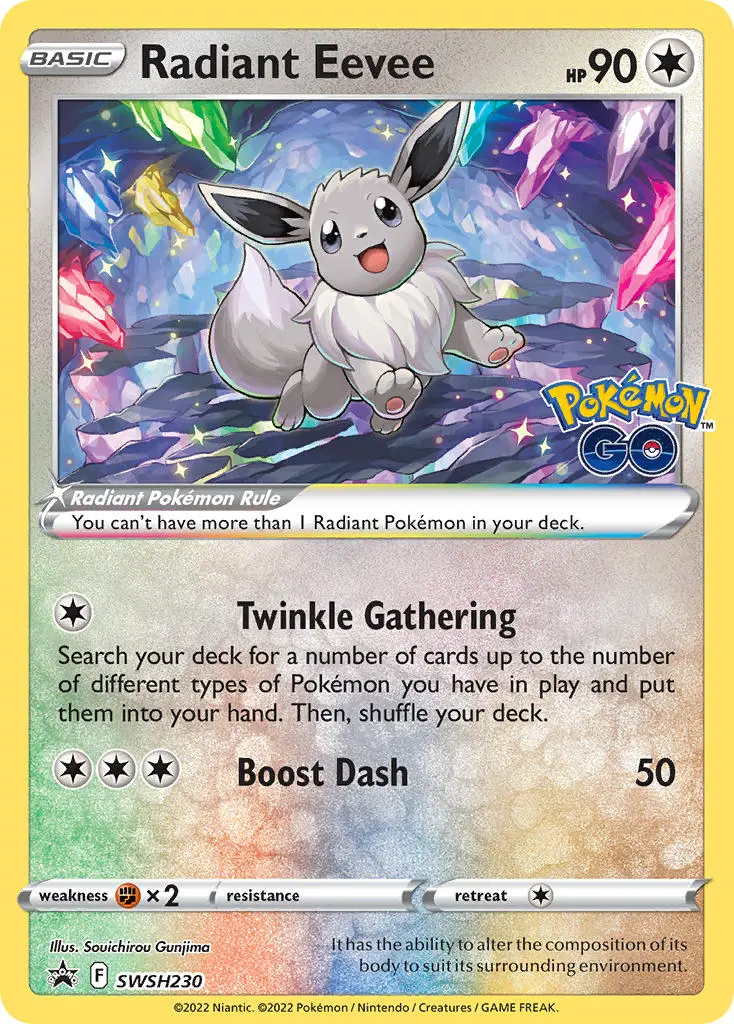 BASIC
Radiant Eevee
HP 90
POKÉMON™
GO
Radiant Pokémon Rule
You can't have more than 1 Radiant Pokémon in your deck.
Twinkle Gathering
Search your deck for a number of cards up to the number
of different types of Pokémon you have in play and put
them into your hand. Then, shuffle your deck.
Boost Dash 50
weakness ×2 resistance retreat
Illus. Souichirou Gunjima
It has the ability to alter the composition of its
body to suit its surrounding environment.
F SWSH230
©2022 Niantic. ©2022 Pokémon / Nintendo / Creatures / GAME FREAK.